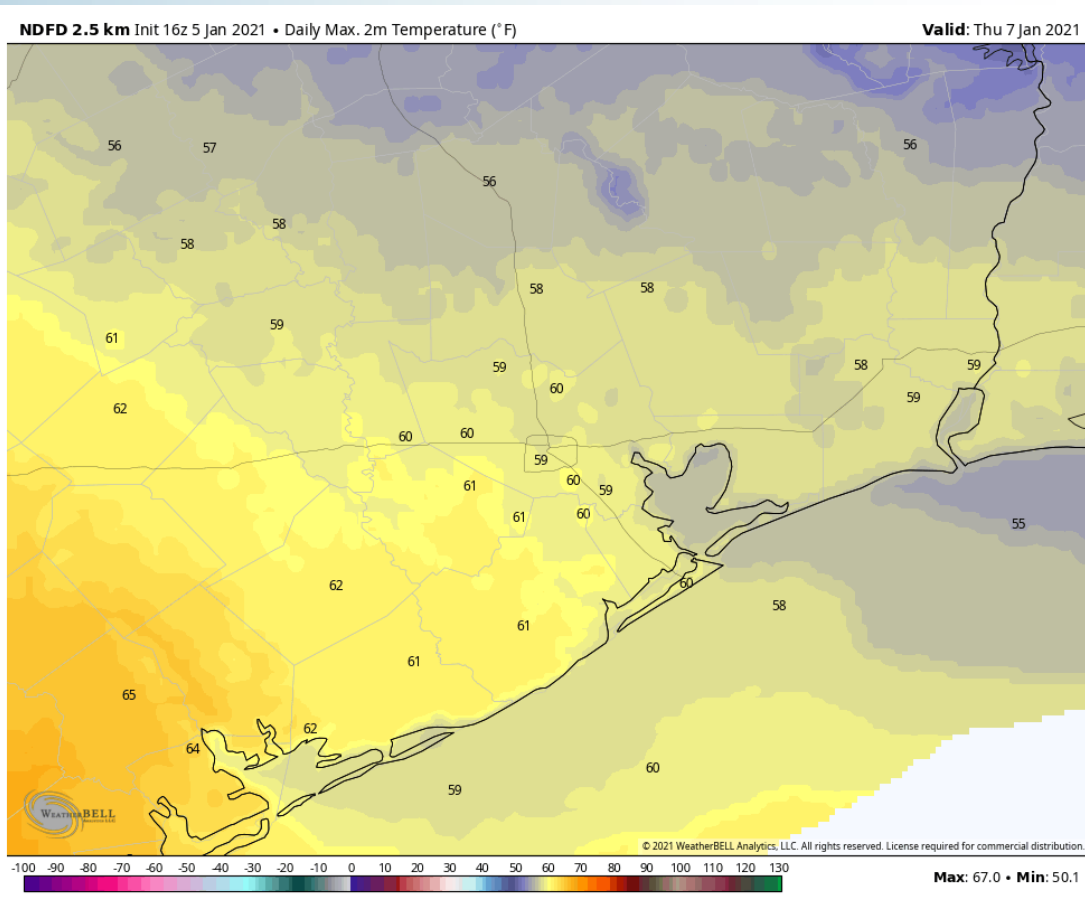 NDFD 2.5 km Init 16z 5 Jan 2021 • Daily Max. 2m Temperature (°F) Valid: Thu 7 Jan 2021
56 57 56
56
58
58
58 58
59
61
59 58 59
60
62 59
60 60
59
61 60 59
61 60
55
62 60
58
61
61
65
62
64
60
59
WEATHERBELL
© 2021 WeatherBELL Analytics, LLC. All rights reserved. License required for commercial distribution.
-100 -90 -80 -70 -60 -50 -40 -30 -20 -10 0 10 20 30 40 50 60 70 80 90 100 110 120 130
Max: 67.0 • Min: 50.1